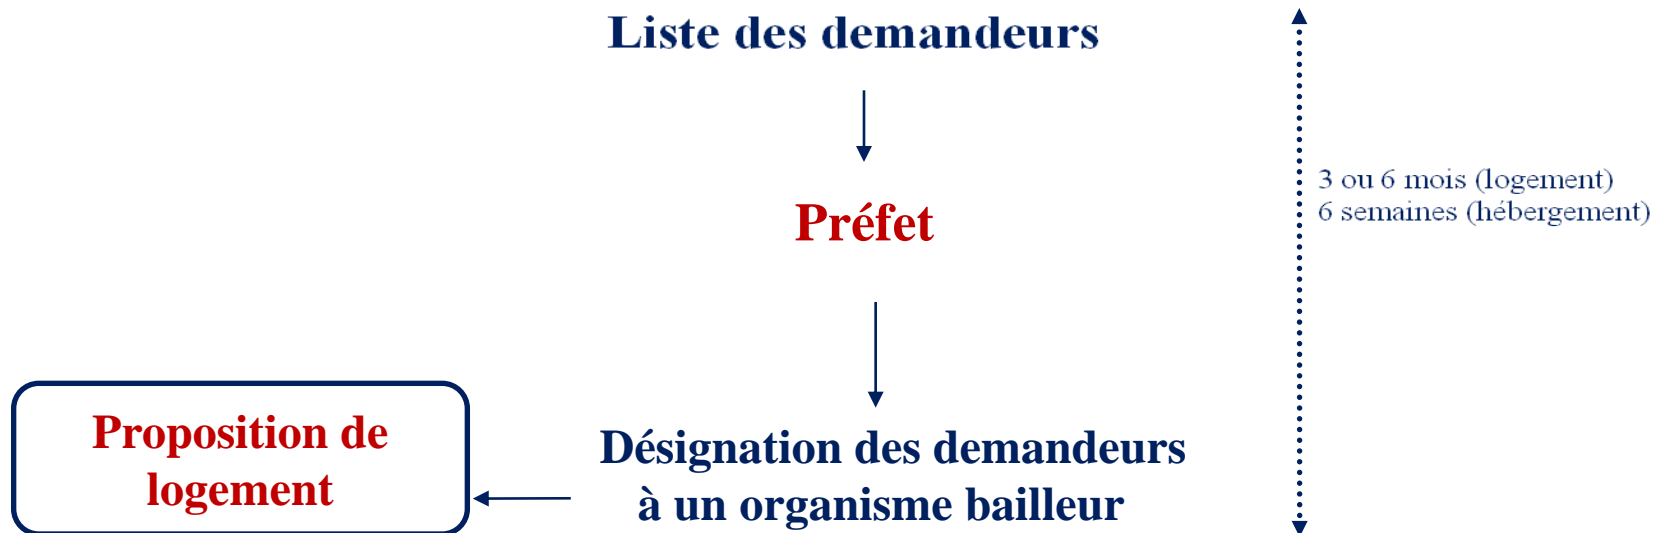 Liste des demandeurs
3 ou 6 mois (logement)
6 semaines (hébergement)
Préfet
Proposition de
logement
Désignation des demandeurs
à un organisme bailleur